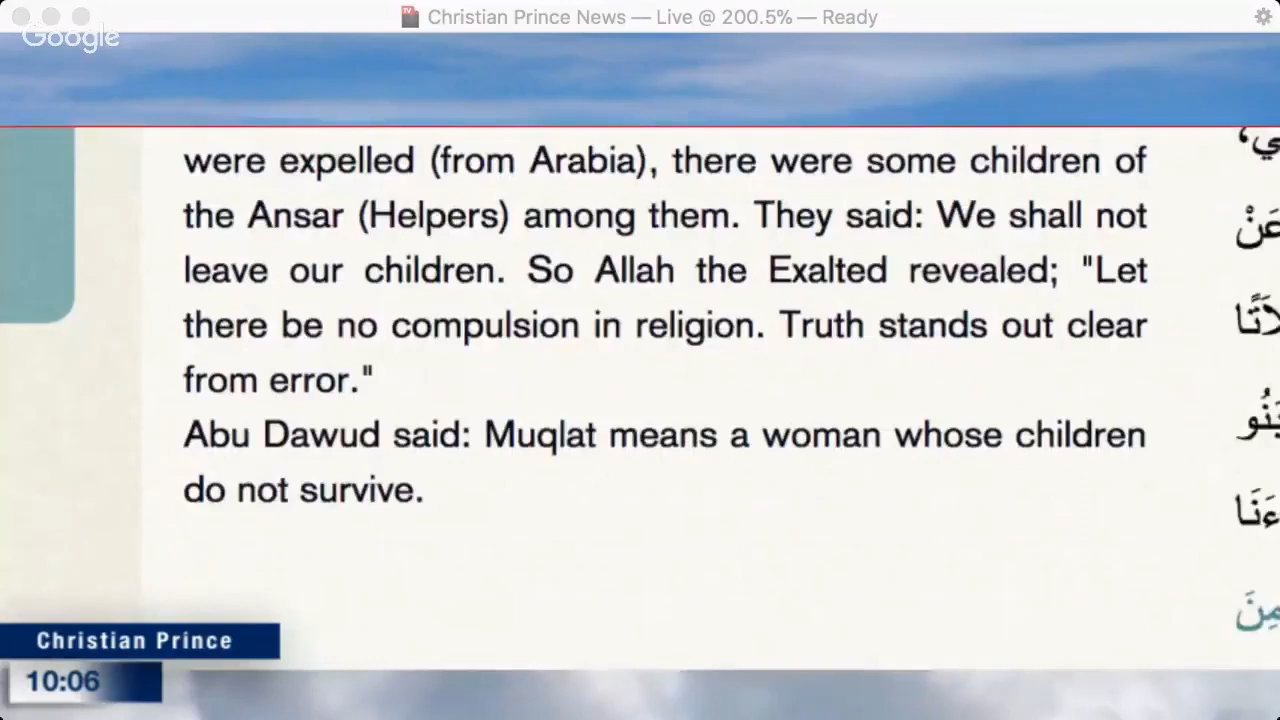 Christian Prince News — Live @ 200.5% — Ready
Google
were expelled (from Arabia), there were some children of
the Ansar (Helpers) among them. They said: We shall not
leave our children. So Allah the Exalted revealed; "Let
there be no compulsion in religion. Truth stands out clear
from error."
Abu Dawud said: Muqlat means a woman whose children
do not survive.
عَنْ
مِنَ
Christian Prince
10:06